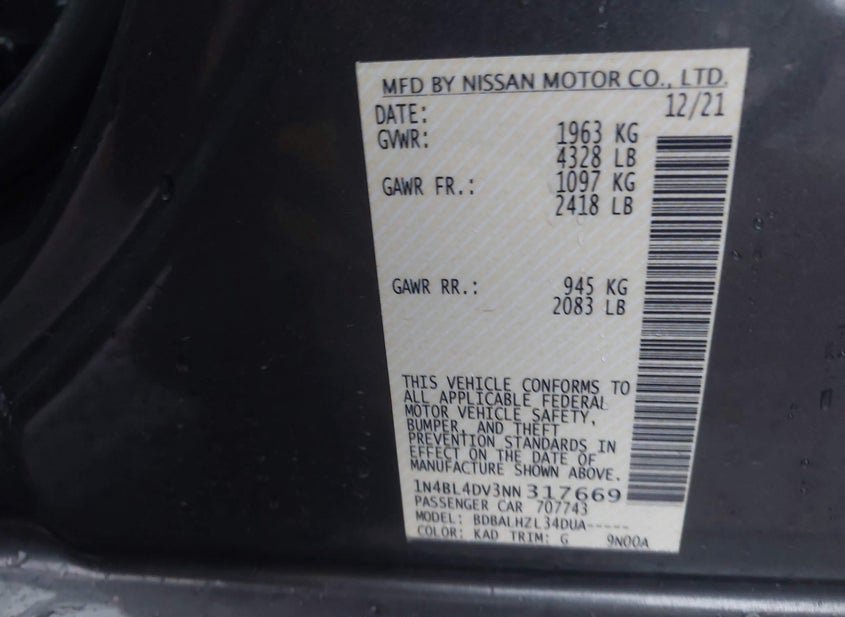 MFD BY NISSAN MOTOR CO., LTD.
DATE: 12/21
GVWR: 1963 KG
4328 LB
GAWR FR.: 1097 KG
2418 LB
GAWR RR.: 945 KG
2083 LB
THIS VEHICLE CONFORMS TO
ALL APPLICABLE FEDERAL
MOTOR VEHICLE SAFETY,
BUMPER, AND THEFT
PREVENTION STANDARDS IN
EFFECT ON THE DATE OF
MANUFACTURE SHOWN ABOVE.
1N4BL4DV3NN317669
PASSENGER CAR 707743
MODEL: BDBALHZL34DUA-----
COLOR: KAD TRIM: G 9N00A